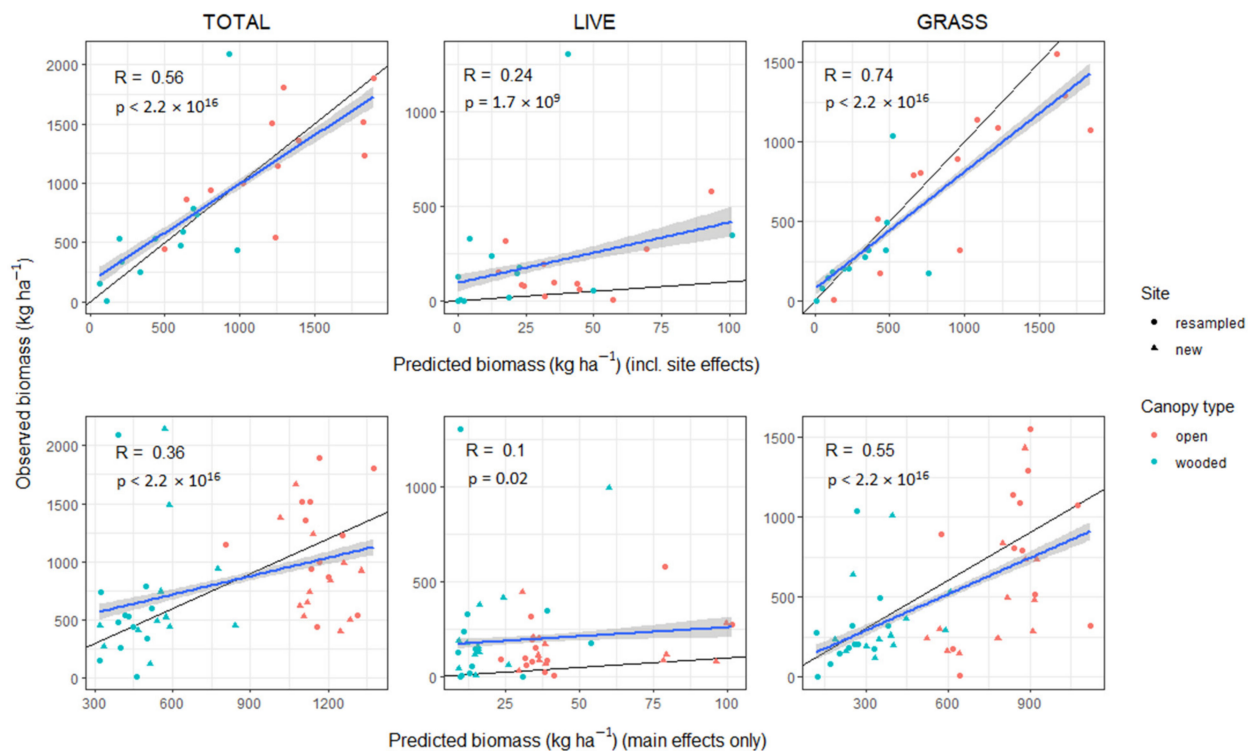 TOTAL LIVE GRASS
R = 0.56
p < 2.2 × 10^16
R = 0.24
p = 1.7 × 10^9
R = 0.74
p < 2.2 × 10^16
2000
1500
1000
500
0
1000
500
0
1500
1000
500
0
0 500 1000 1500
0 25 50 75 100
0 500 1000 1500
Predicted biomass (kg ha⁻¹) (incl. site effects)
Observed biomass (kg ha⁻¹)
Site
resampled
new
Canopy type
open
wooded
R = 0.36
p < 2.2 × 10^16
R = 0.1
p = 0.02
R = 0.55
p < 2.2 × 10^16
2000
1500
1000
500
0
1000
500
0
1500
1000
500
0
300 600 900 1200
25 50 75 100
300 600 900
Predicted biomass (kg ha⁻¹) (main effects only)